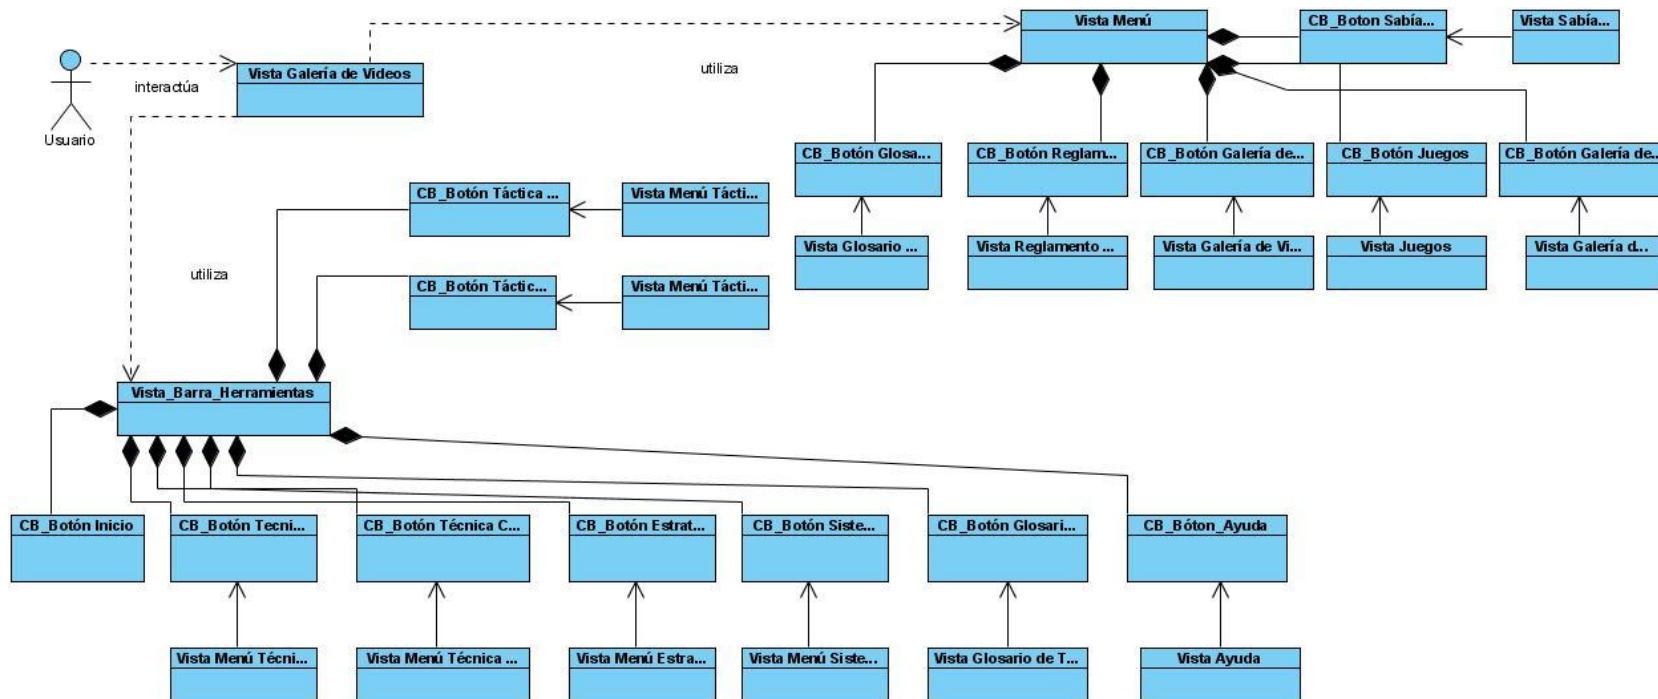 Vista Menú
CB_Boton Sabía...
Vista Sabía...
Vista Galería de Videos
utiliza
interactúa
Usuario
CB_Botón Glosa...
CB_Botón Reglam...
CB_Botón Galería de...
CB_Botón Juegos
CB_Botón Galería de...
CB_Botón Táctica ...
Vista Menú Tácti...
Vista Glosario ...
Vista Reglamento ...
Vista Galería de Vi...
Vista Juegos
Vista Galería d...
utiliza
CB_Botón Táctic...
Vista Menú Tácti...
Vista_Barra_Herramientas
CB_Botón Inicio
CB_Botón Tecni...
CB_Botón Técnica C...
CB_Botón Estrat...
CB_Botón Siste...
CB_Botón Glosari...
CB_Bóton_Ayuda
Vista Menú Técni...
Vista Menú Técnica ...
Vista Menú Estra...
Vista Menú Siste...
Vista Glosario de T...
Vista Ayuda